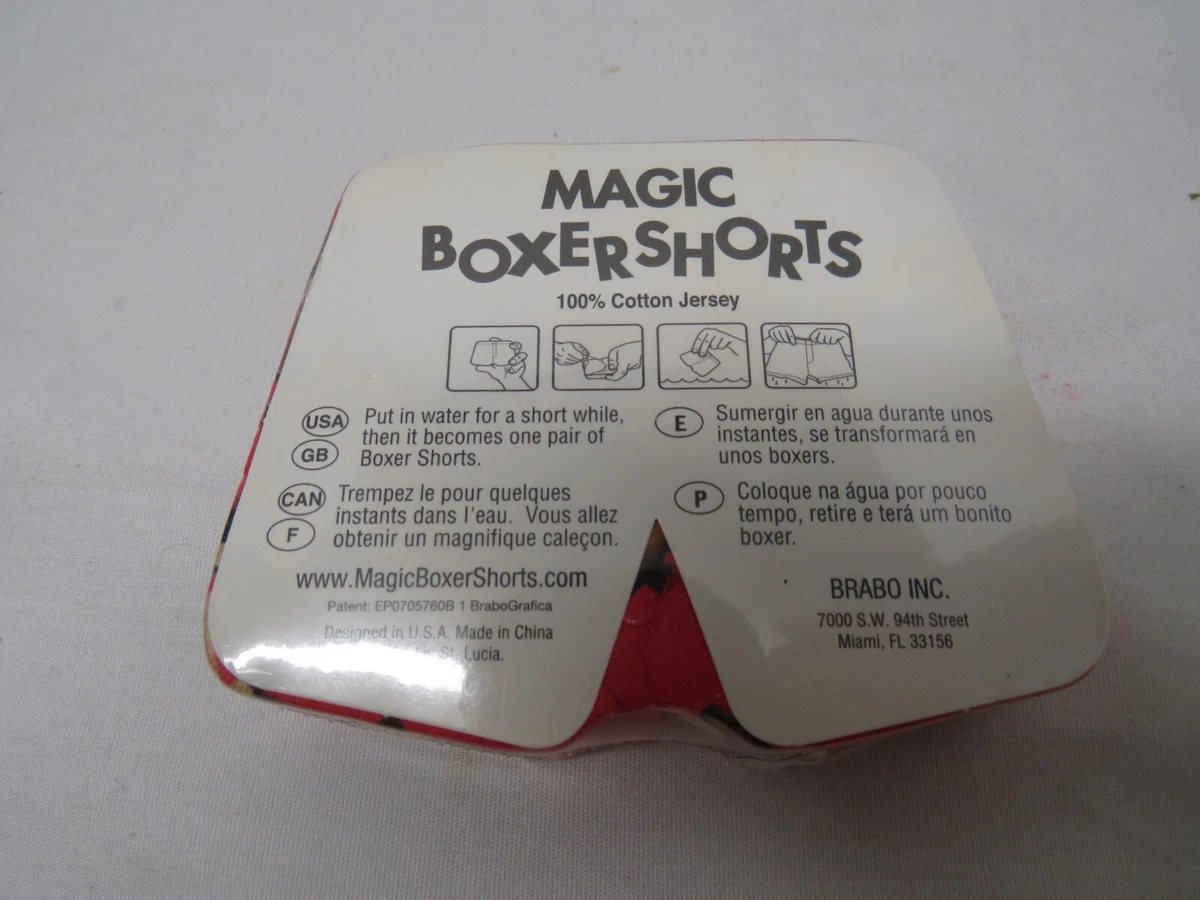 MAGIC
BOXER SHORTS
100% Cotton Jersey
USA
GB
Put in water for a short while,
then it becomes one pair of
Boxer Shorts.
E
Sumergir en agua durante unos
instantes, se transformará en
unos boxers.
CAN
F
Trempez le pour quelques
instants dans l'eau. Vous allez
obtenir un magnifique caleçon.
P
Coloque na água por pouco
tempo, retire e terá um bonito
boxer.
www.MagicBoxerShorts.com
Patent: EP0705760B 1 BraboGrafica
Designed in U.S.A. Made in China
St. Lucia.
BRABO INC.
7000 S.W. 94th Street
Miami, FL 33156